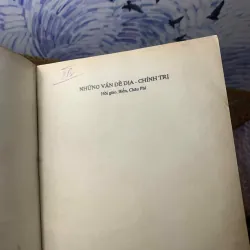 NHỮNG VẤN ĐỀ ĐỊA - CHÍNH TRỊ
Hồi giáo, Biển, Châu Phi